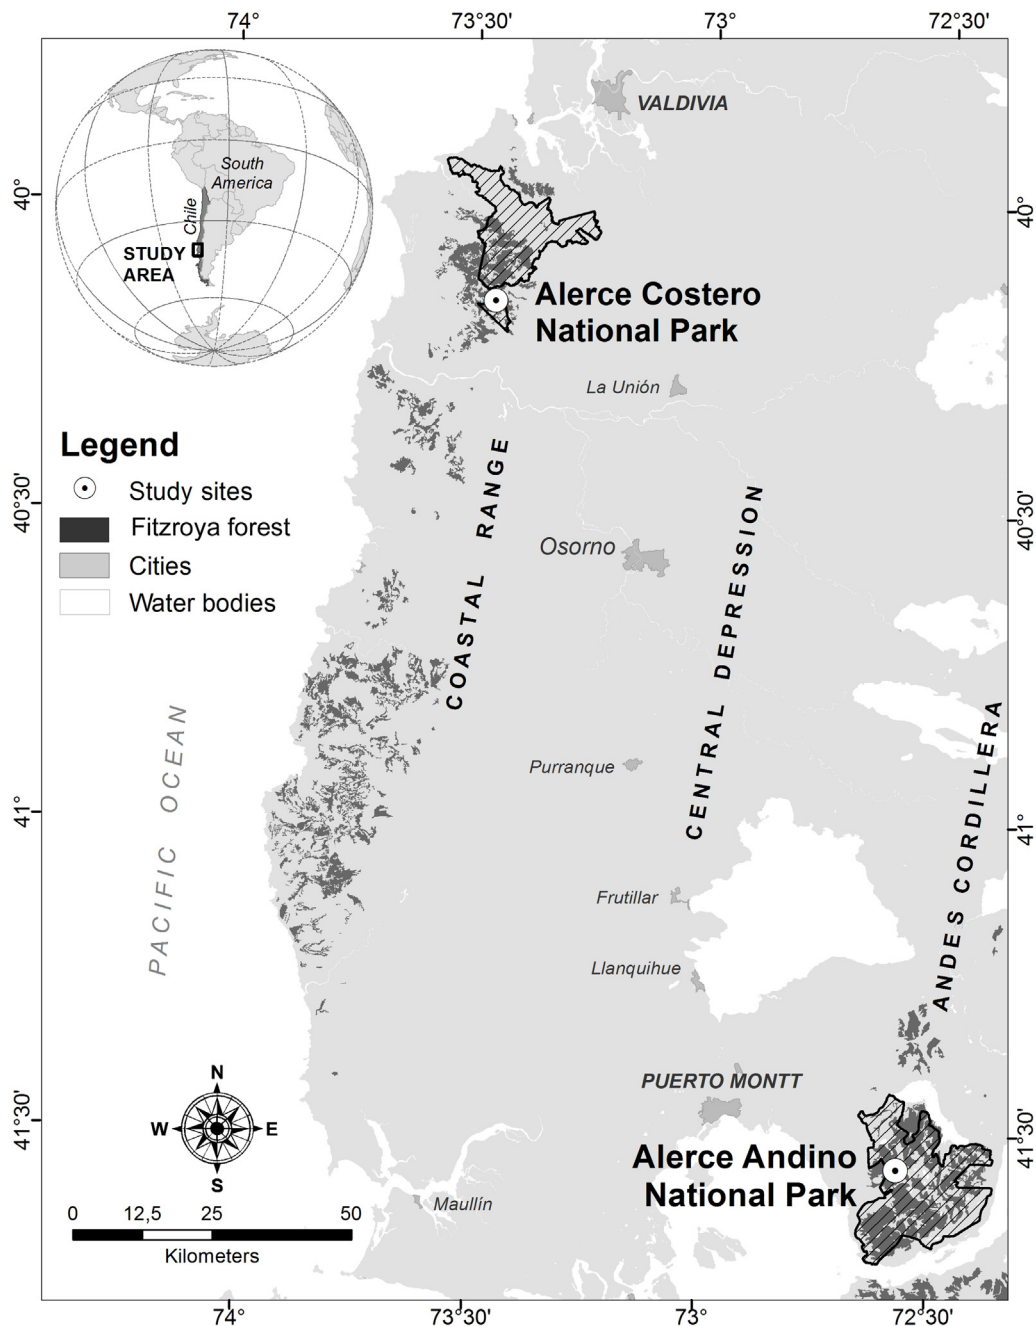 74°
73°30'
73°
72°30'
VALDIVIA
South
America
Chile
STUDY
AREA
40°
40°
Alerce Costero
National Park
La Unión
Legend
Study sites
Fitzroya forest
Cities
Water bodies
COASTAL RANGE
CENTRAL DEPRESSION
40°30'
40°30'
Osorno
PACIFIC OCEAN
Purranque
ANDES CORDILLERA
41°
41°
Frutillar
Llanquihue
PUERTO MONTT
N
W
E
S
41°30'
41°30'
Alerce Andino
National Park
Maullín
0 12,5 25 50
Kilometers
74°
73°30'
73°
72°30'